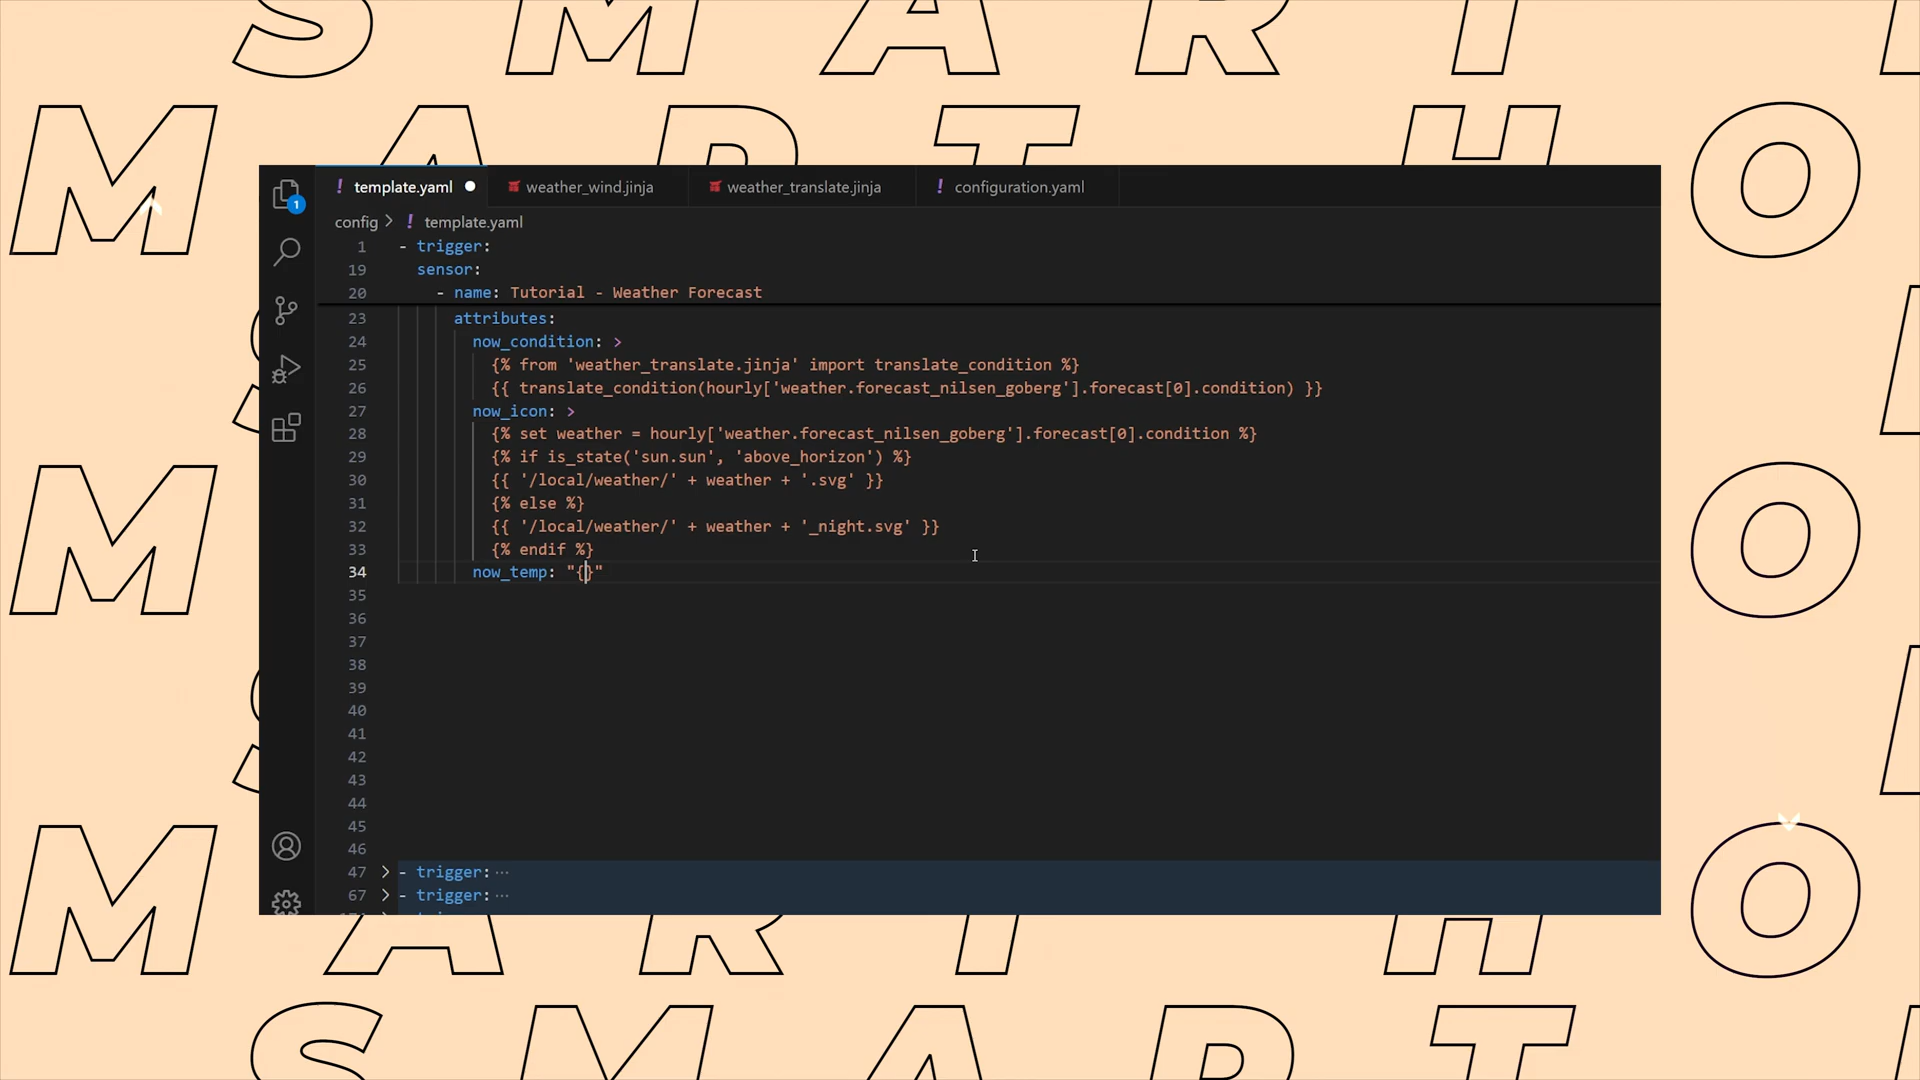 S M A R T
M A R T H O
template.yaml weather_wind.jinja weather_translate.jinja configuration.yaml
1
config > ! template.yaml
1 - trigger:
19 sensor:
20 - name: Tutorial - Weather Forecast
23 attributes:
24 now_condition: >
25 {% from 'weather_translate.jinja' import translate_condition %}
26 {{ translate_condition(hourly['weather.forecast_nilsen_goberg'].forecast[0].condition) }}
27 now_icon: >
28 {% set weather = hourly['weather.forecast_nilsen_goberg'].forecast[0].condition %}
29 {% if is_state('sun.sun', 'above_horizon') %}
30 {{ '/local/weather/' + weather + '.svg' }}
31 {% else %}
32 {{ '/local/weather/' + weather + '_night.svg' }}
33 {% endif %}
34 now_temp: "{}"
35
36
37
38
39
40
41
42
43
44
45
46
47 - trigger: ···
67 - trigger: ···
M O
M A R T H O
S M A R T